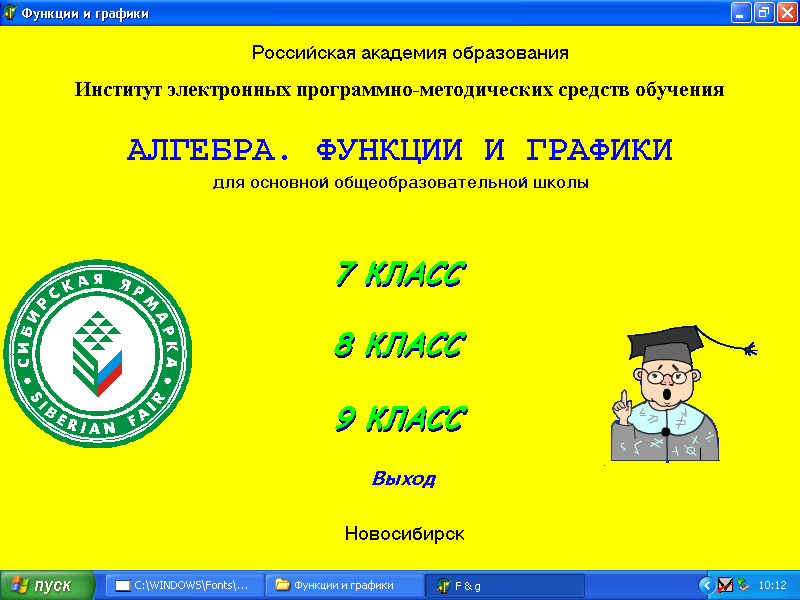 Функции и графики
Российская академия образования
Институт электронных программно-методических средств обучения
АЛГЕБРА. ФУНКЦИИ И ГРАФИКИ
для основной общеобразовательной школы
7 КЛАСС
СИБИРСКАЯ ЯРМАРКА
SIBERIAN FAIR
8 КЛАСС
9 КЛАСС
Выход
Новосибирск
пуск
C:\WINDOWS\Fonts\...
Функции и графики
F & g
10:12